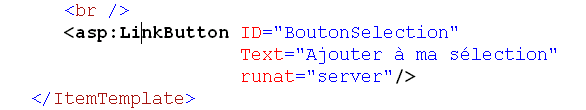 <br />
<asp:LinkButton ID="BoutonSelection"
Text="Ajouter à ma sélection"
runat="server"/>
</ItemTemplate>